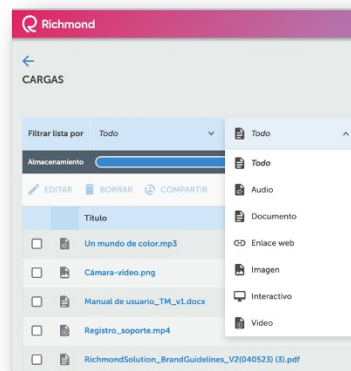 Richmond
CARGAS
Filtrar lista por Todo Todo
Almacenamiento
Todo
EDITAR BORRAR COMPARTIR
Audio
Título
Documento
Un mundo de color.mp3
Enlace web
Cámara-video.png
Imagen
Manual de usuario_TM_v1.docx
Interactivo
Registro_soporte.mp4
Video
RichmondSolution_BrandGuidelines_V2(040523) (3).pdf